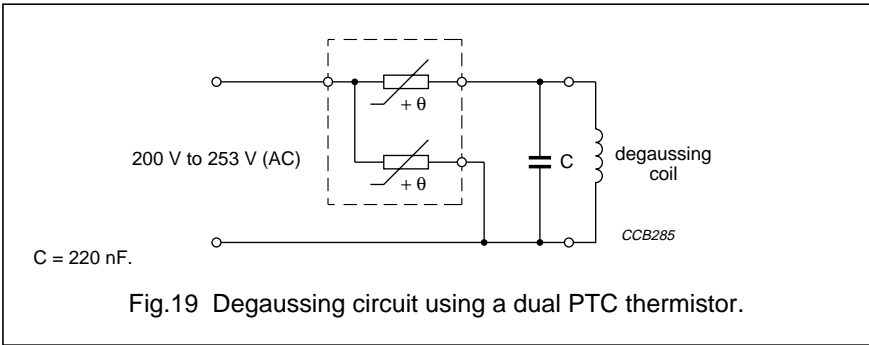 + θ
200 V to 253 V (AC)
+ θ
C
degaussing
coil
CCB285
C = 220 nF.
Fig.19 Degaussing circuit using a dual PTC thermistor.